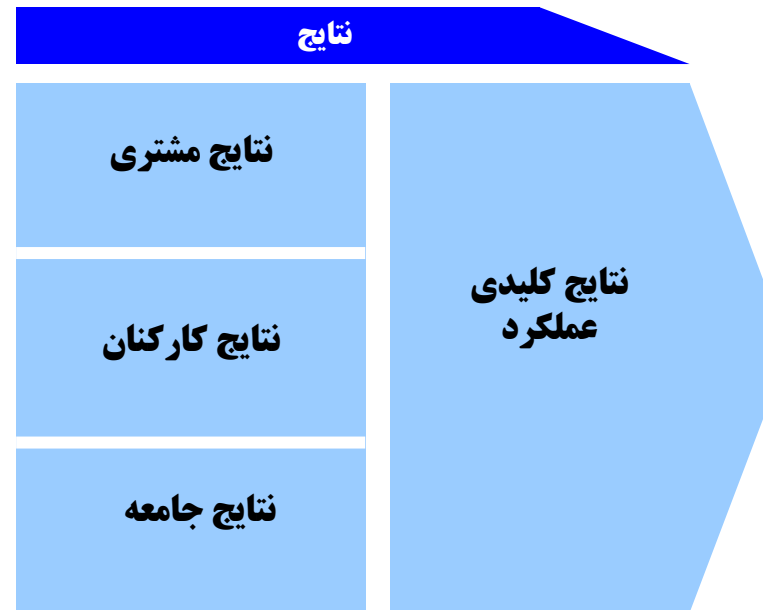 نتایج
نتایج مشتری
نتایج کارکنان
نتایج جامعه
نتایج کلیدی
عملکرد